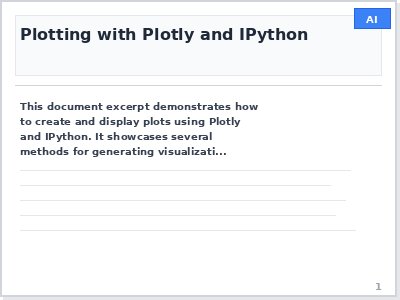 AI
Plotting with Plotly and IPython
This document excerpt demonstrates how
to create and display plots using Plotly
and IPython. It showcases several
methods for generating visualizati...
1